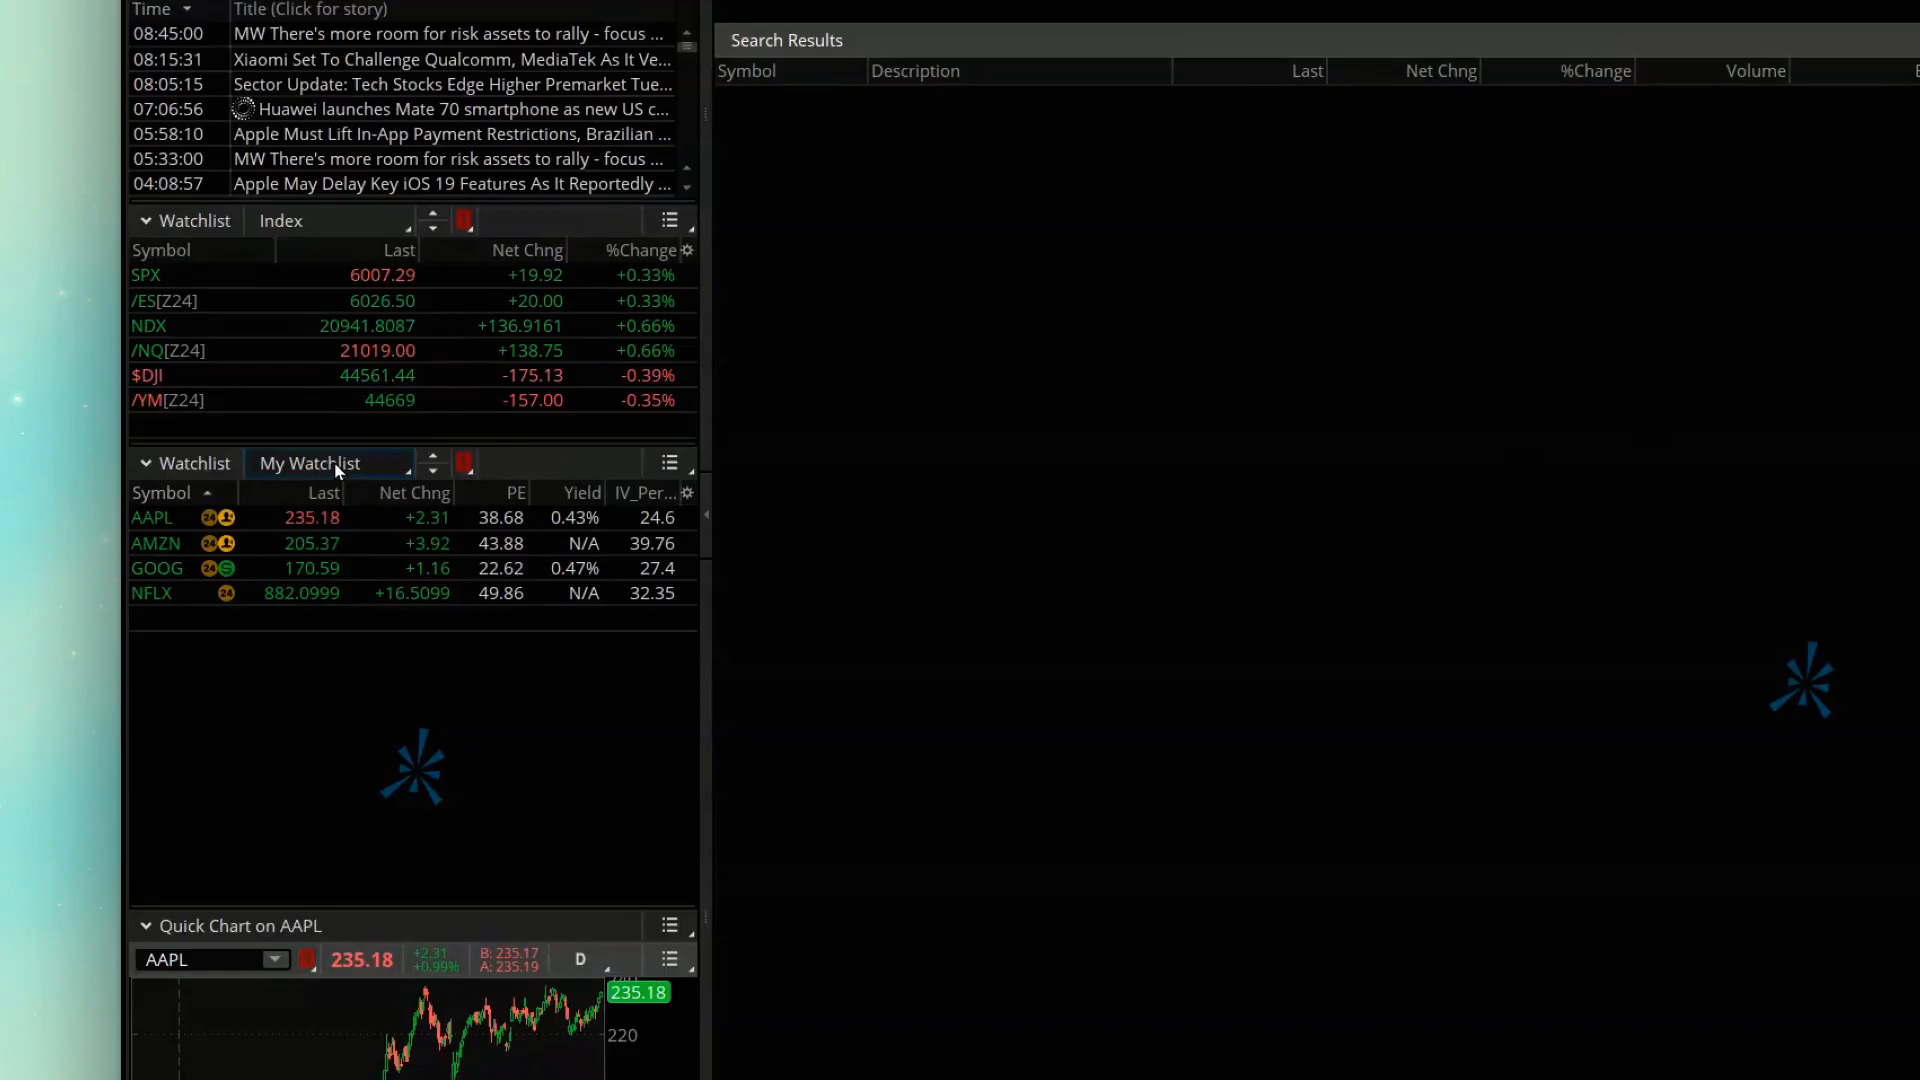 Time Title (Click for story)
08:45:00 MW There's more room for risk assets to rally - focus ...
08:15:31 Xiaomi Set To Challenge Qualcomm, MediaTek As It Ve...
08:05:15 Sector Update: Tech Stocks Edge Higher Premarket Tue...
07:06:56 Huawei launches Mate 70 smartphone as new US c...
05:58:10 Apple Must Lift In-App Payment Restrictions, Brazilian ...
05:33:00 MW There's more room for risk assets to rally - focus ...
04:08:57 Apple May Delay Key iOS 19 Features As It Reportedly ...
Watchlist Index
Symbol Last Net Chng %Change
SPX 6007.29 +19.92 +0.33%
/ES[Z24] 6026.50 +20.00 +0.33%
NDX 20941.8087 +136.9161 +0.66%
/NQ[Z24] 21019.00 +138.75 +0.66%
$DJI 44561.44 -175.13 -0.39%
/YM[Z24] 44669 -157.00 -0.35%
Watchlist My Watchlist
Symbol Last Net Chng PE Yield IV_Per...
AAPL 24 235.18 +2.31 38.68 0.43% 24.6
AMZN 24 205.37 +3.92 43.88 N/A 39.76
GOOG 24 170.59 +1.16 22.62 0.47% 27.4
NFLX 24 882.0999 +16.5099 49.86 N/A 32.35
Quick Chart on AAPL
AAPL 235.18 +2.31 +0.99% B: 235.17 A: 235.19 D
235.18
220
Search Results
Symbol Description Last Net Chng %Change Volume